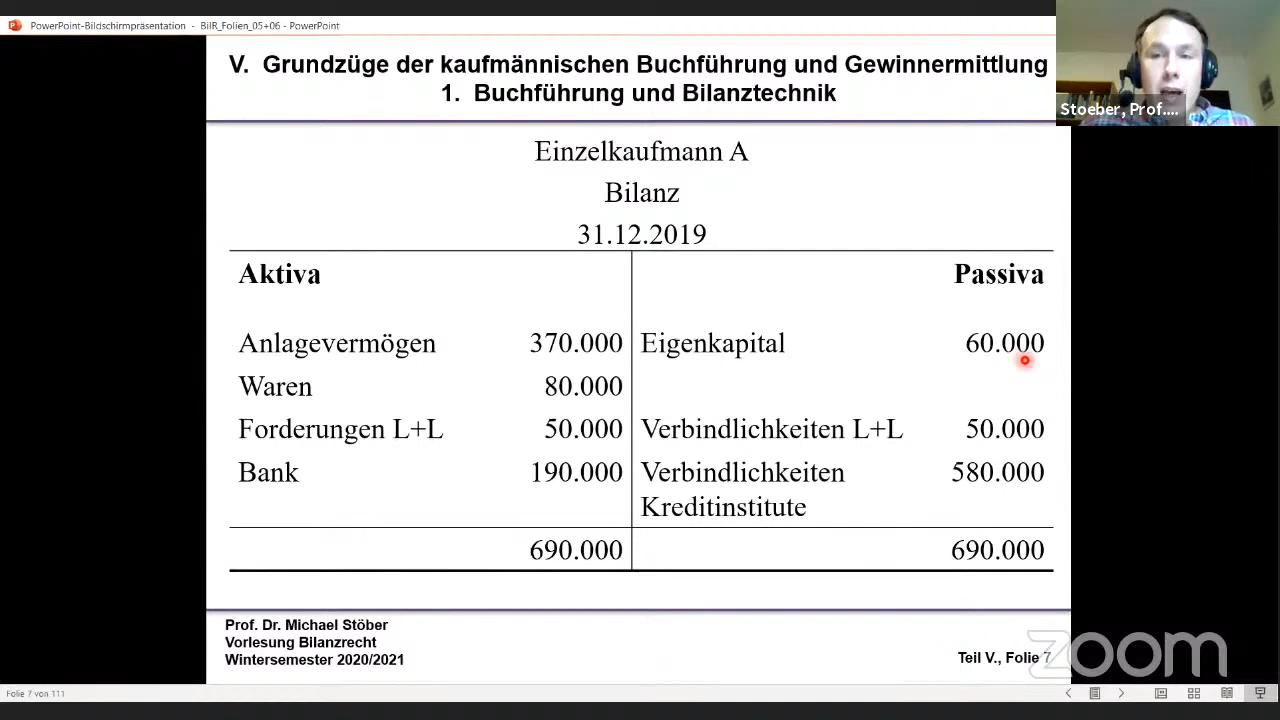 PowerPoint-Bildschirmpräsentation - BilR_Folien_05+06 - PowerPoint
V. Grundzüge der kaufmännischen Buchführung und Gewinnermittlung
1. Buchführung und Bilanztechnik
Stoeber, Prof....
Einzelkaufmann A
Bilanz
31.12.2019
Aktiva Passiva
Anlagevermögen 370.000 Eigenkapital 60.000
Waren 80.000
Forderungen L+L 50.000 Verbindlichkeiten L+L 50.000
Bank 190.000 Verbindlichkeiten 580.000
Kreditinstitute
690.000 690.000
Prof. Dr. Michael Stöber
Vorlesung Bilanzrecht
Wintersemester 2020/2021
Teil V., Folie 7
zoom
Folie 7 von 111